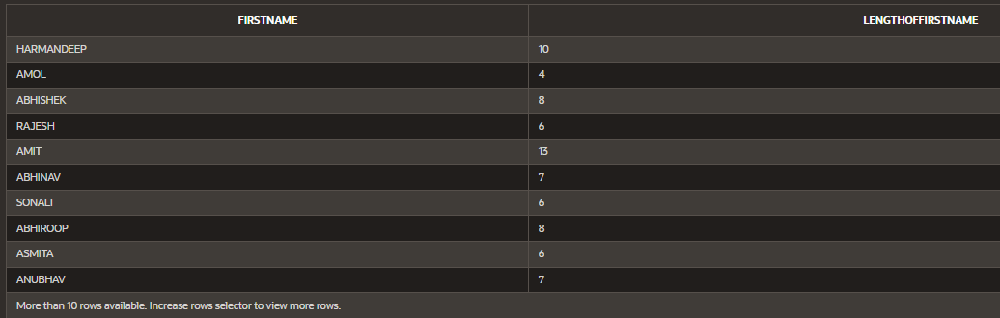 FIRSTNAME LENGTHOFFIRSTNAME
HARMANDEEP 10
AMOL 4
ABHISHEK 8
RAJESH 6
AMIT 13
ABHINAV 7
SONALI 6
ABHIROOP 8
ASMITA 6
ANUBHAV 7
More than 10 rows available. Increase rows selector to view more rows.